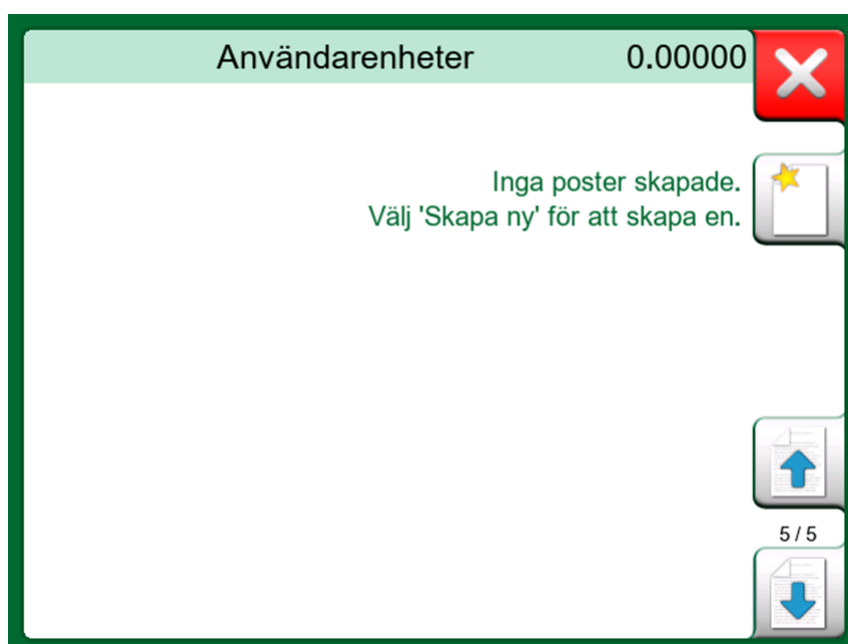 Användarenheter 0.00000
Inga poster skapade.
Välj 'Skapa ny' för att skapa en.
5 / 5